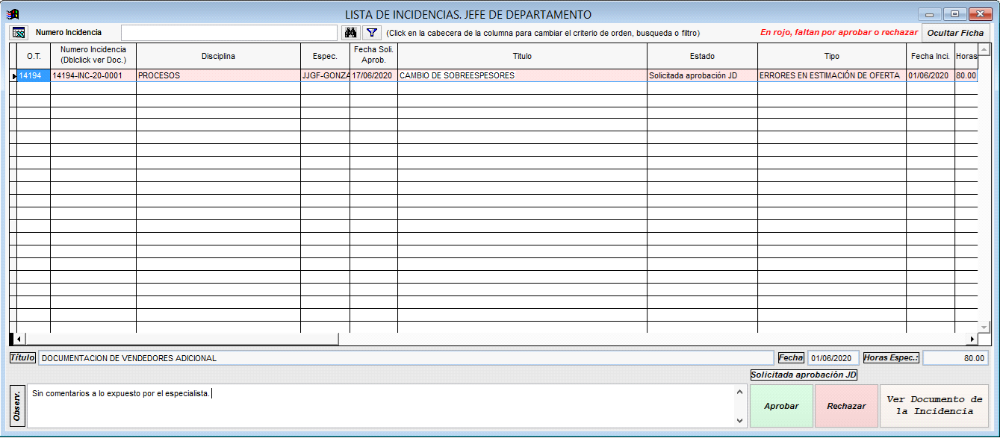 LISTA DE INCIDENCIAS. JEFE DE DEPARTAMENTO
Numero Incidencia
(Click en la cabecera de la columna para cambiar el criterio de orden, busqueda o filtro)
En rojo, faltan por aprobar o rechazar
Ocultar Ficha
O.T.
Numero Incidencia
(Dblclick ver Doc.)
Disciplina
Espec.
Fecha Soli.
Aprob.
Titulo
Estado
Tipo
Fecha Inci.
Horas
14194
14194-INC-20-0001
PROCESOS
JJGF-GONZA
17/06/2020
CAMBIO DE SOBREESPESORES
Solicitada aprobación JD
ERRORES EN ESTIMACIÓN DE OFERTA
01/06/2020
80.00
Título
DOCUMENTACION DE VENDEDORES ADICIONAL
Fecha
01/06/2020
Horas Espec.:
80.00
Solicitada aprobación JD
Observ.
Sin comentarios a lo expuesto por el especialista.
Aprobar
Rechazar
Ver Documento de
la Incidencia